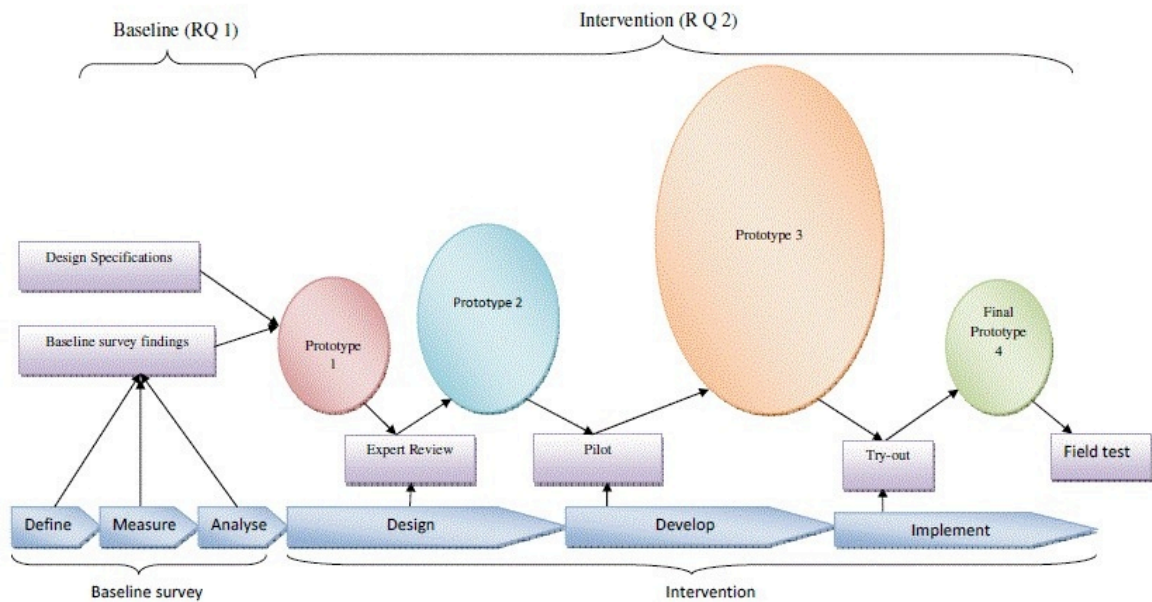 Baseline (RQ 1)
Intervention (R Q 2)
Design Specifications
Baseline survey findings
Prototype
1
Prototype 2
Prototype 3
Final
Prototype
4
Expert Review
Pilot
Try-out
Field test
Define
Measure
Analyse
Design
Develop
Implement
Baseline survey
Intervention